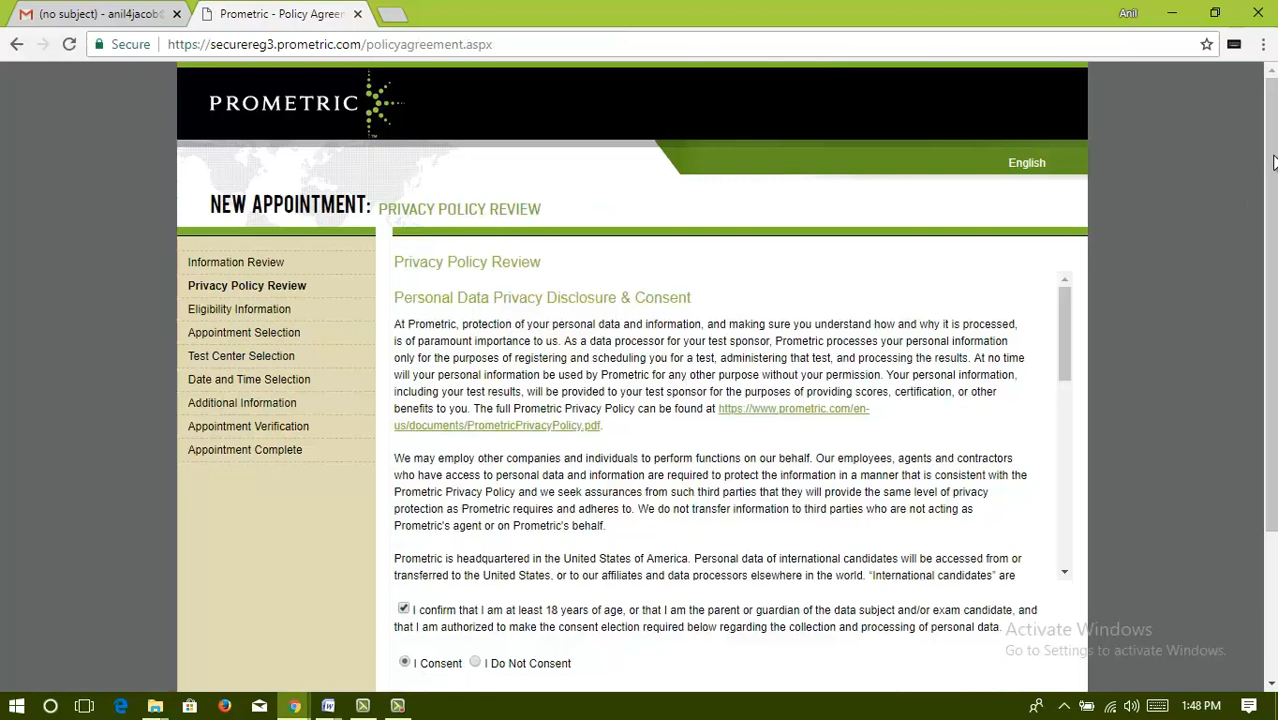 (no subject) - anil4jacob@
Prometric - Policy Agreen
Anil
Secure
https://securereg3.prometric.com/policyagreement.aspx
PROMETRIC
English
NEW APPOINTMENT: PRIVACY POLICY REVIEW
Information Review
Privacy Policy Review
Eligibility Information
Appointment Selection
Test Center Selection
Date and Time Selection
Additional Information
Appointment Verification
Appointment Complete
Privacy Policy Review
Personal Data Privacy Disclosure & Consent
At Prometric, protection of your personal data and information, and making sure you understand how and why it is processed,
is of paramount importance to us. As a data processor for your test sponsor, Prometric processes your personal information
only for the purposes of registering and scheduling you for a test, administering that test, and processing the results. At no time
will your personal information be used by Prometric for any other purpose without your permission. Your personal information,
including your test results, will be provided to your test sponsor for the purposes of providing scores, certification, or other
benefits to you. The full Prometric Privacy Policy can be found at https://www.prometric.com/en-
us/documents/PrometricPrivacyPolicy.pdf.
We may employ other companies and individuals to perform functions on our behalf. Our employees, agents and contractors
who have access to personal data and information are required to protect the information in a manner that is consistent with the
Prometric Privacy Policy and we seek assurances from such third parties that they will provide the same level of privacy
protection as Prometric requires and adheres to. We do not transfer information to third parties who are not acting as
Prometric's agent or on Prometric's behalf.
Prometric is headquartered in the United States of America. Personal data of international candidates will be accessed from or
transferred to the United States, or to our affiliates and data processors elsewhere in the world. “International candidates” are
I confirm that I am at least 18 years of age, or that I am the parent or guardian of the data subject and/or exam candidate, and
that I am authorized to make the consent election required below regarding the collection and processing of personal data.
I Consent I Do Not Consent
Activate Windows
Go to Settings to activate Windows.
1:48 PM